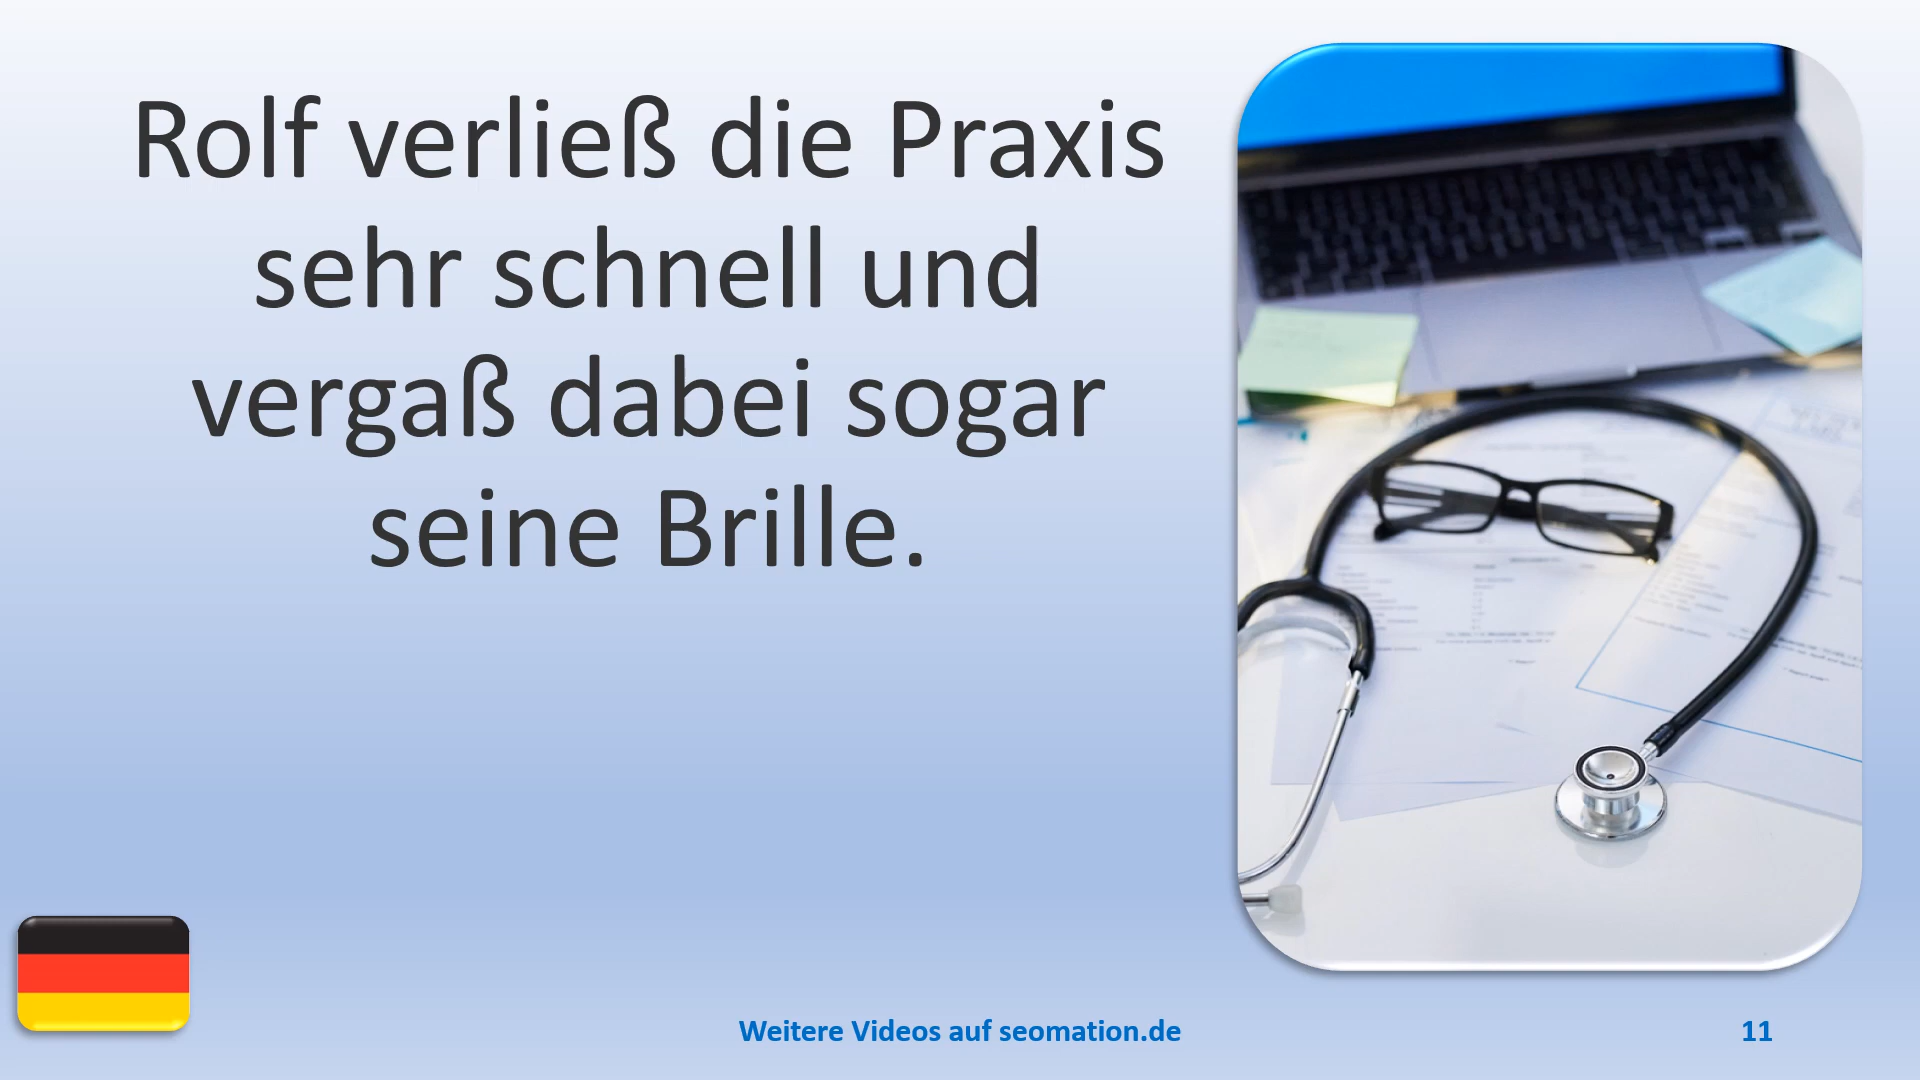 Rolf verließ die Praxis
sehr schnell und
vergaß dabei sogar
seine Brille.
Weitere Videos auf seomation.de
11